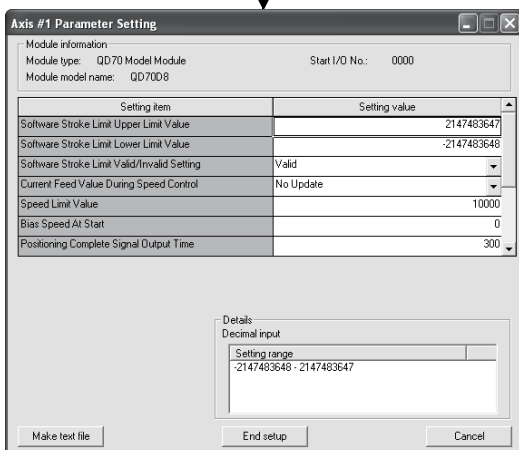 Axis #1 Parameter Setting
Module information
Module type: QD70 Model Module Start I/O No.: 0000
Module model name: QD70D8
Setting item Setting value
Software Stroke Limit Upper Limit Value 2147483647
Software Stroke Limit Lower Limit Value -2147483648
Software Stroke Limit Valid/Invalid Setting Valid
Current Feed Value During Speed Control No Update
Speed Limit Value 10000
Bias Speed At Start 0
Positioning Complete Signal Output Time 300
Details
Decimal input
Setting range
-2147483648 - 2147483647
Make text file End setup Cancel